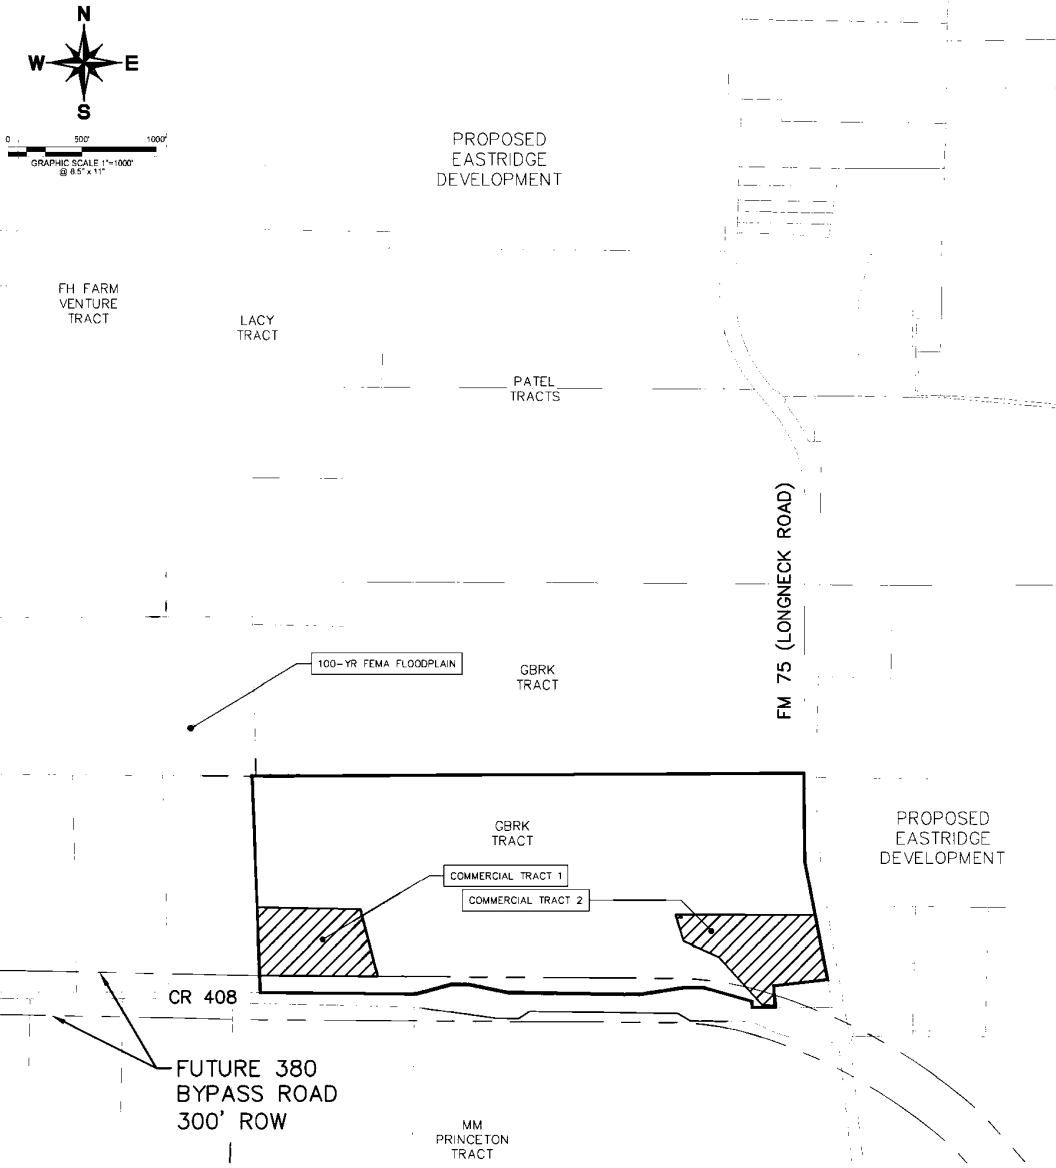 N
W E
S
0 500' 1000'
GRAPHIC SCALE 1"=1000'
@ 8.5" x 11"
PROPOSED
EASTRIDGE
DEVELOPMENT
FH FARM
VENTURE
TRACT
LACY
TRACT
PATEL
TRACTS
FM 75 (LONGNECK ROAD)
100-YR FEMA FLOODPLAIN
GBRK
TRACT
GBRK
TRACT
PROPOSED
EASTRIDGE
DEVELOPMENT
COMMERCIAL TRACT 1
COMMERCIAL TRACT 2
CR 408
FUTURE 380
BYPASS ROAD
300' ROW
MM
PRINCETON
TRACT